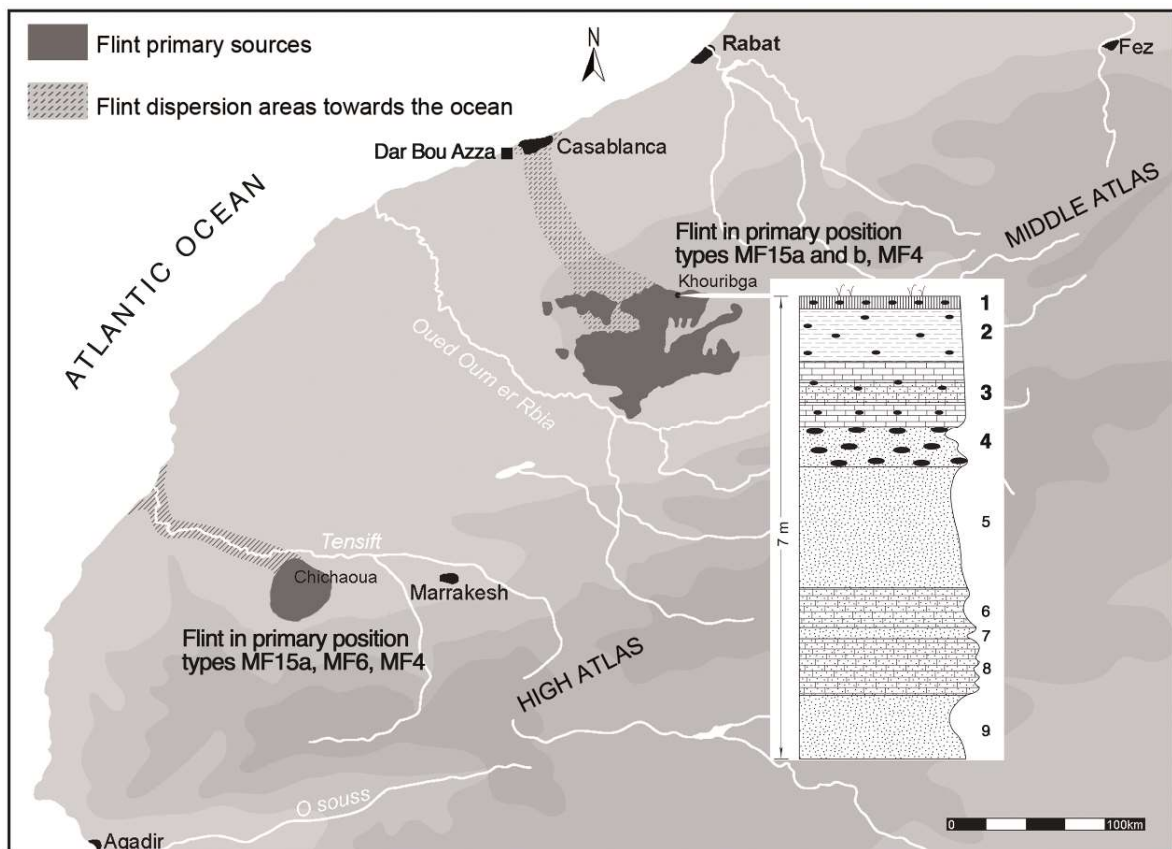 Flint primary sources
Flint dispersion areas towards the ocean
N
Rabat
Fez
Dar Bou Azza
Casablanca
ATLANTIC OCEAN
MIDDLE ATLAS
Flint in primary position
types MF15a and b, MF4
Khouribga
Oued Oum er Rbia
1
2
3
4
5
6
7
8
9
7 m
Tensift
Chichaoua
Marrakesh
Flint in primary position
types MF15a, MF6, MF4
HIGH ATLAS
O souss
Agadir
0 100km